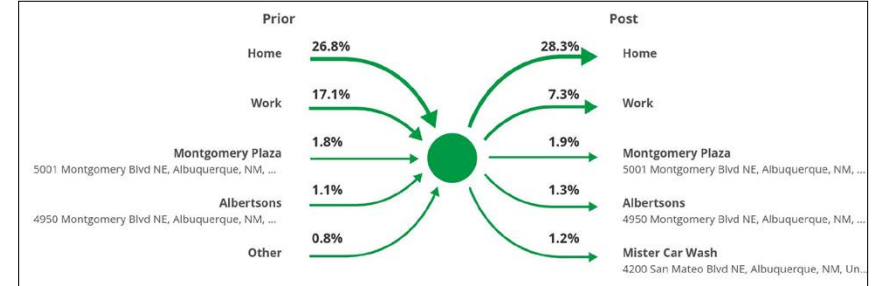 Prior
Post
Home 26.8% 28.3% Home
Work 17.1% 7.3% Work
Montgomery Plaza 1.8% 1.9% Montgomery Plaza
5001 Montgomery Blvd NE, Albuquerque, NM, ... 5001 Montgomery Blvd NE, Albuquerque, NM, ...
Albertsons 1.1% 1.3% Albertsons
4950 Montgomery Blvd NE, Albuquerque, NM, ... 4950 Montgomery Blvd NE, Albuquerque, NM, ...
Other 0.8% 1.2% Mister Car Wash
4200 San Mateo Blvd NE, Albuquerque, NM, Un...